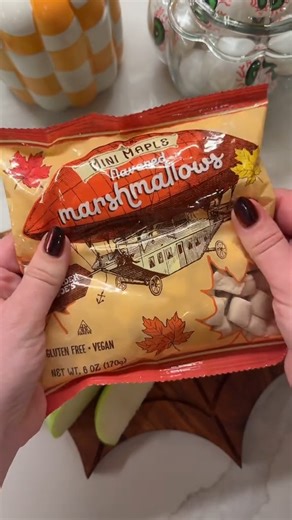 MINI MAPLE
flavored
marshmallows
GLUTEN FREE + VEGAN
NET WT. 6 OZ (170g)